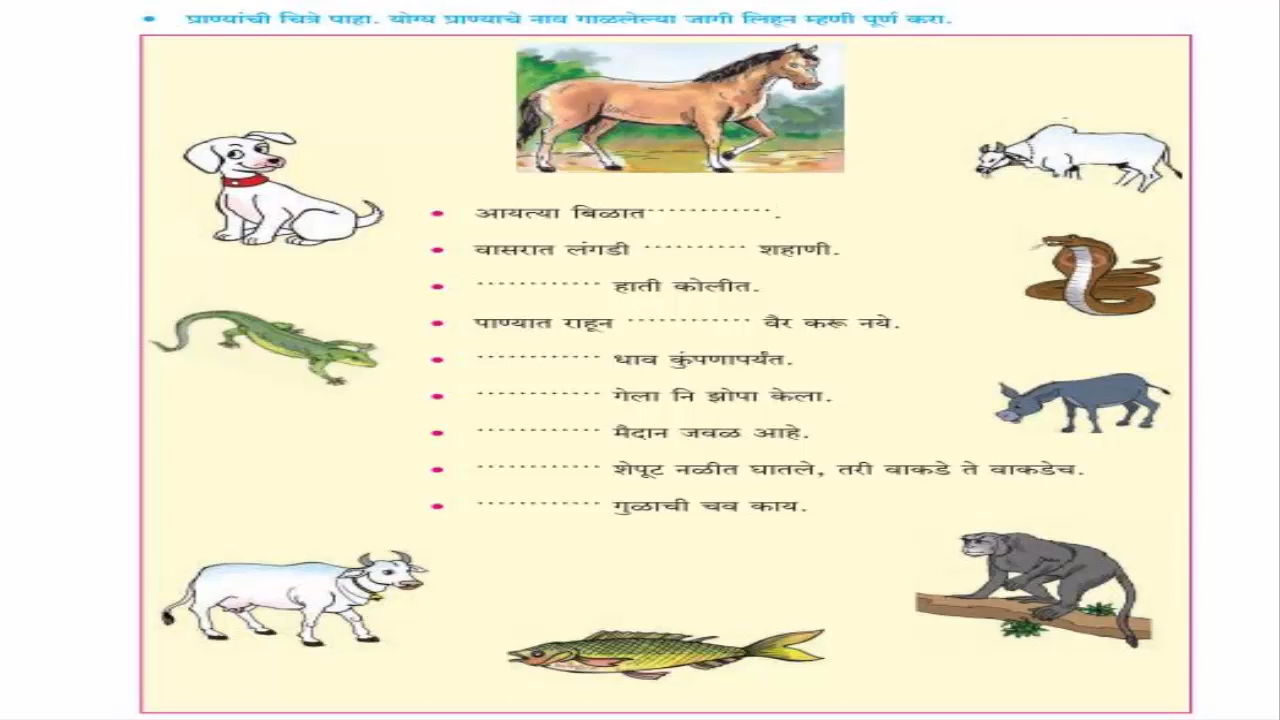 • प्राण्यांची चित्रे पाहा. योग्य प्राण्याचे नाव गाळलेल्या जागी लिहून म्हणी पूर्ण करा.
• आयत्या बिळात ............ .
• वासरात लंगडी .......... शहाणी.
• ............ हाती कोलीत.
• पाण्यात राहून ............ वैर करू नये.
• ............ धाव कुंपणापर्यंत.
• ............ गेला नि झोपा केला.
• ............ मैदान जवळ आहे.
• ............ शेपूट नळीत घातले, तरी वाकडे ते वाकडेच.
• ............ गुळाची चव काय.